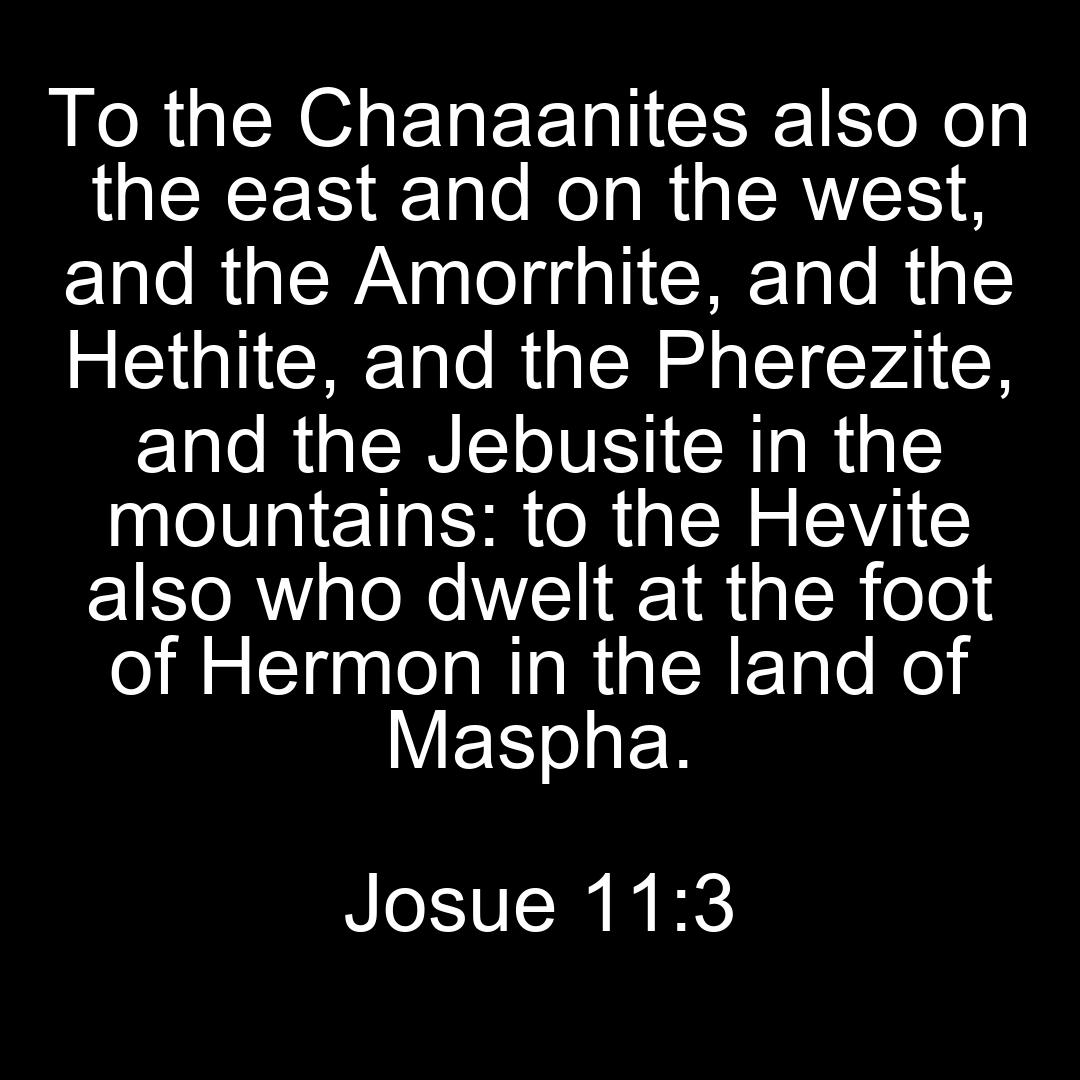 To the Chanaanites also on
the east and on the west,
and the Amorrhite, and the
Hethite, and the Pherezite,
and the Jebusite in the
mountains: to the Hevite
also who dwelt at the foot
of Hermon in the land of
Maspha.
Josue 11:3